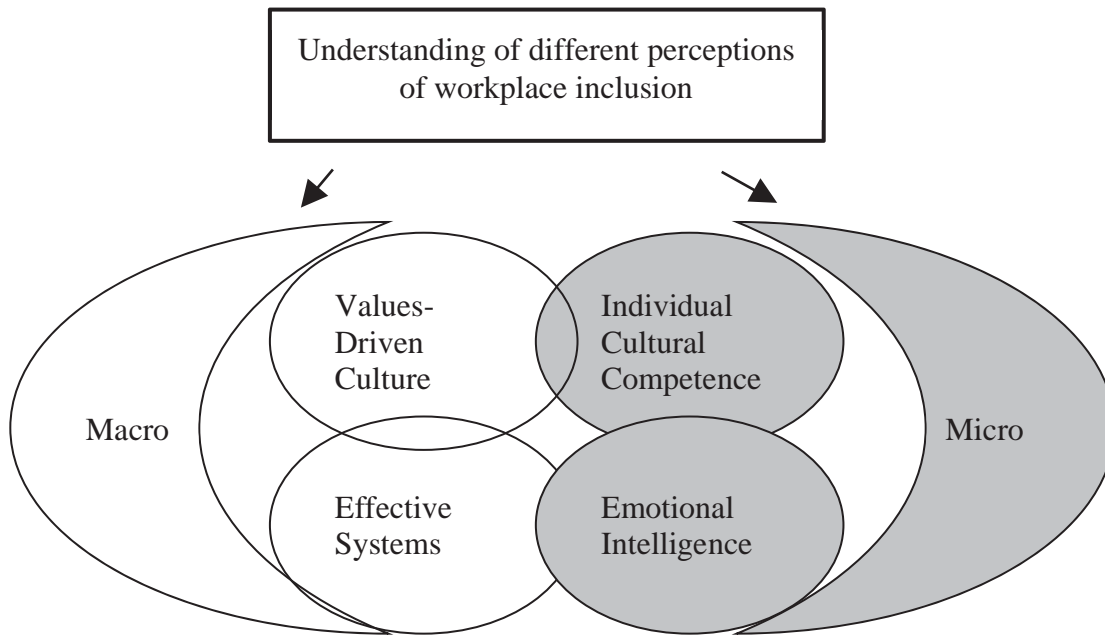 Understanding of different perceptions
of workplace inclusion
Values-
Driven
Culture
Individual
Cultural
Competence
Macro
Micro
Effective
Systems
Emotional
Intelligence